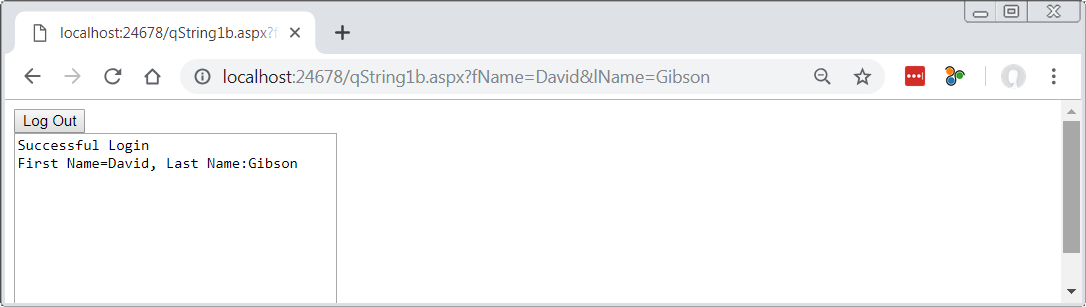 localhost:24678/qString1b.aspx?f
localhost:24678/qString1b.aspx?fName=David&lName=Gibson
Log Out
Successful Login
First Name=David, Last Name:Gibson